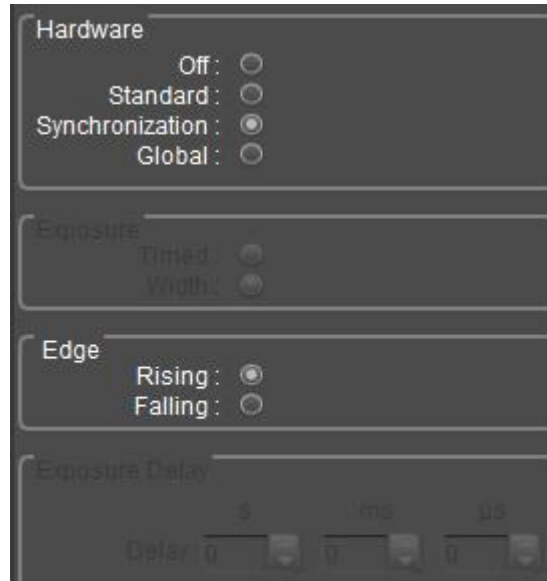 Hardware
Off :
Standard :
Synchronization :
Global :
Exposure
Timed :
Width :
Edge
Rising :
Falling :
Exposure Delay
s ms µs
Delay : 0 0 0